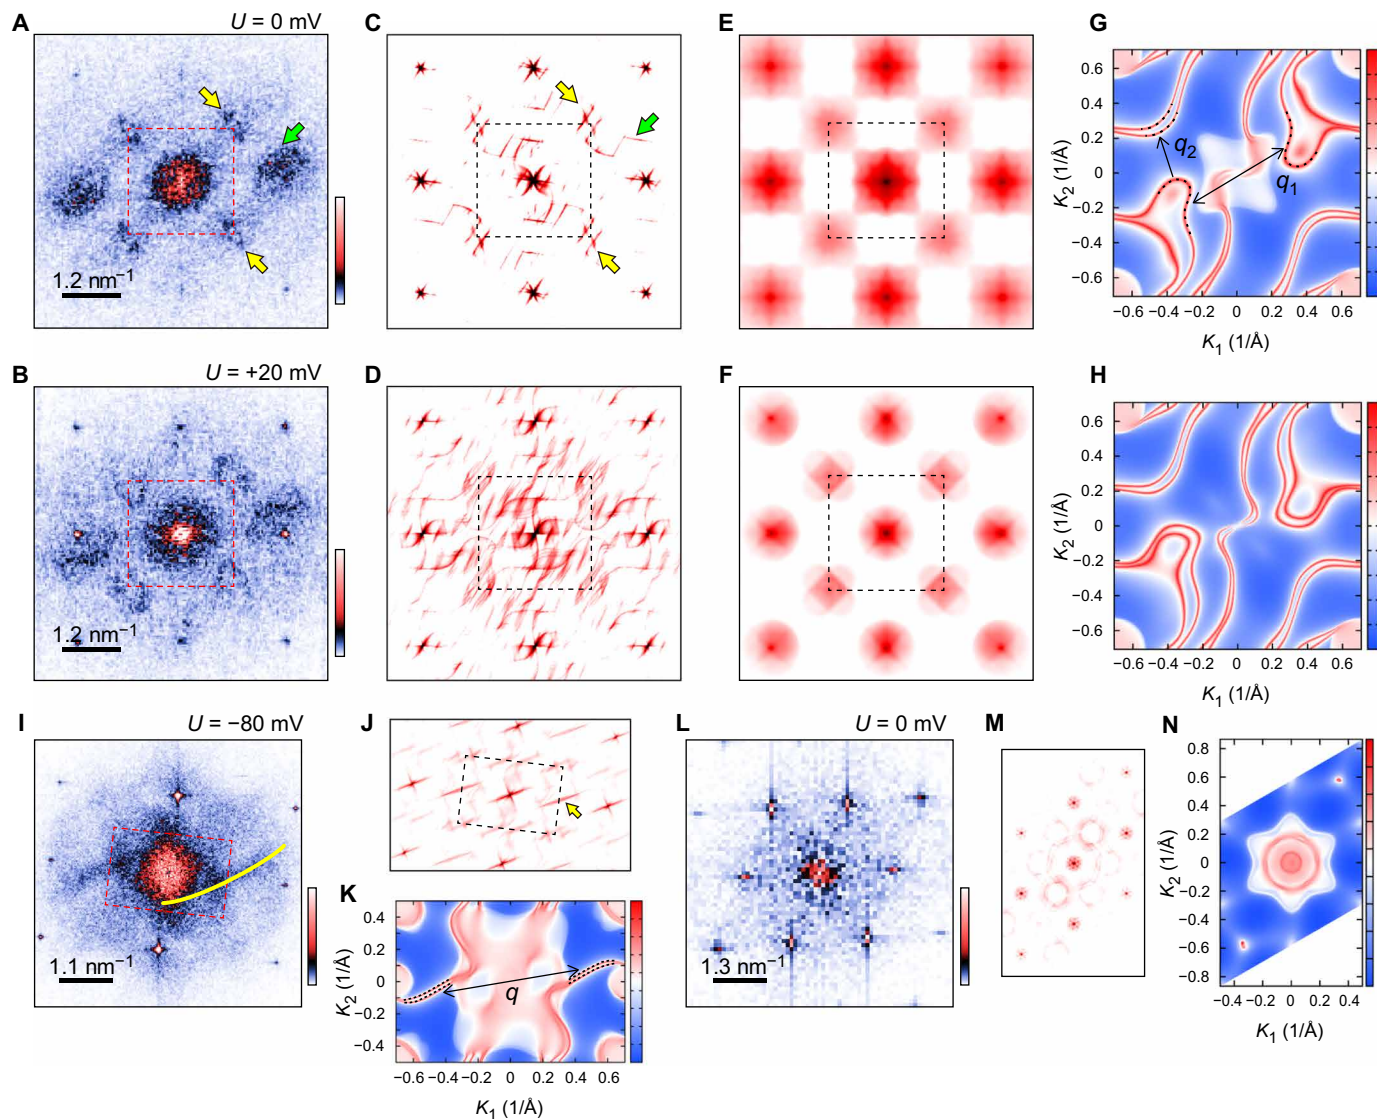 A
U = 0 mV
C
E
G
1.2 nm⁻¹
0.6
0.4
0.2
0
−0.2
−0.4
−0.6
K₂ (1/Å)
q₂
q₁
−0.6 −0.4 −0.2 0 0.2 0.4 0.6
K₁ (1/Å)
B
U = +20 mV
D
F
H
1.2 nm⁻¹
0.6
0.4
0.2
0
−0.2
−0.4
−0.6
K₂ (1/Å)
−0.6 −0.4 −0.2 0 0.2 0.4 0.6
K₁ (1/Å)
I
U = −80 mV
J
L
U = 0 mV
M
N
1.1 nm⁻¹
K
0.4
0.2
0
−0.2
−0.4
K₂ (1/Å)
q
−0.6 −0.4 −0.2 0 0.2 0.4 0.6
K₁ (1/Å)
1.3 nm⁻¹
0.8
0.6
0.4
0.2
0
−0.2
−0.4
−0.6
−0.8
K₂ (1/Å)
−0.4 −0.2 0 0.2 0.4
K₁ (1/Å)